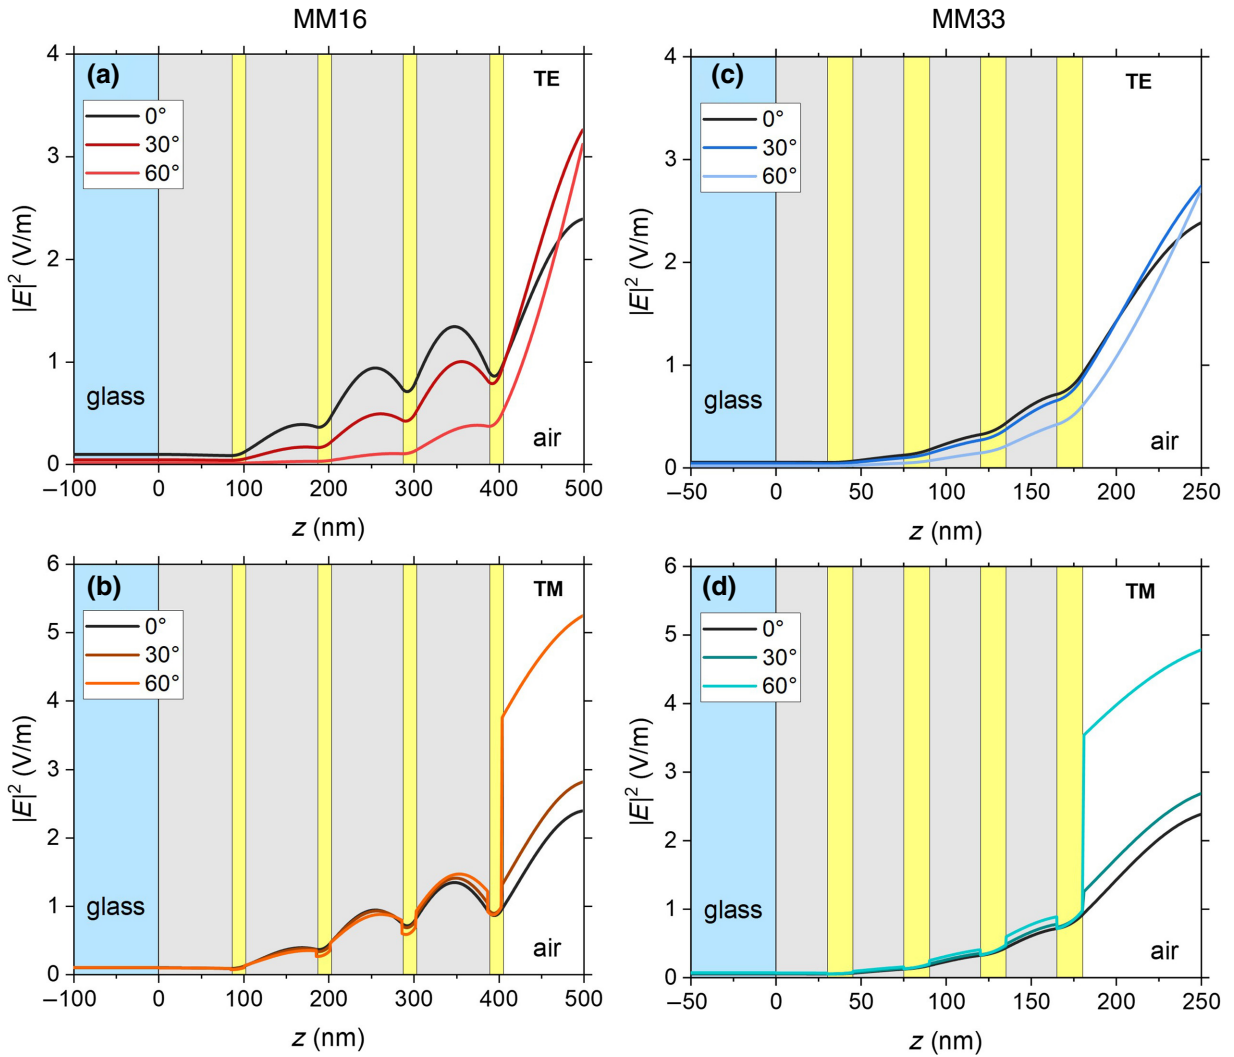 MM16
MM33
(a)
TE
0°
30°
60°
glass
air
4
3
2
1
0
–100
0
100
200
300
400
500
|E|² (V/m)
z (nm)
(c)
TE
0°
30°
60°
glass
air
4
3
2
1
0
–50
0
50
100
150
200
250
|E|² (V/m)
z (nm)
(b)
TM
0°
30°
60°
glass
air
6
5
4
3
2
1
0
–100
0
100
200
300
400
500
|E|² (V/m)
z (nm)
(d)
TM
0°
30°
60°
glass
air
6
5
4
3
2
1
0
–50
0
50
100
150
200
250
|E|² (V/m)
z (nm)